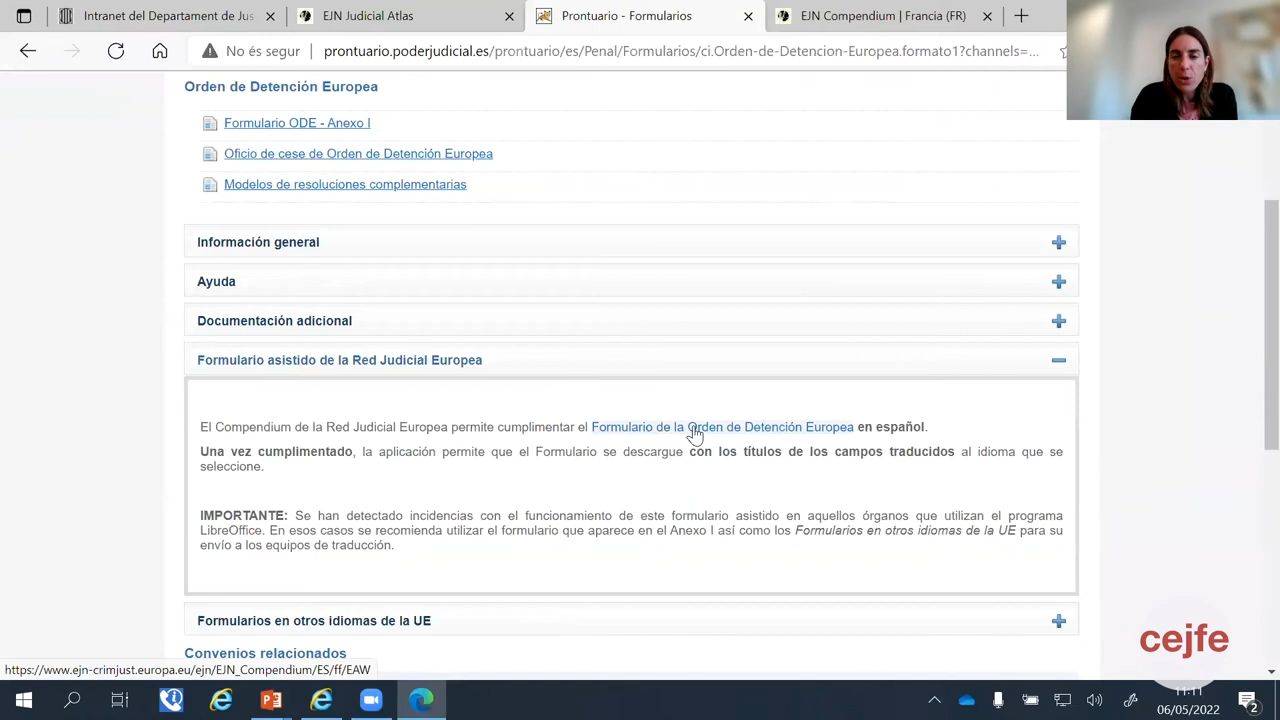 Intranet del Departament de Jus
EJN Judicial Atlas
Prontuario - Formularios
EJN Compendium | Francia (FR)
No és segur
prontuario.poderjudicial.es/prontuario/es/Penal/Formularios/ci.Orden-de-Detencion-Europea.formato1?channels=...
Orden de Detención Europea
Formulario ODE - Anexo I
Oficio de cese de Orden de Detención Europea
Modelos de resoluciones complementarias
Información general
Ayuda
Documentación adicional
Formulario asistido de la Red Judicial Europea
El Compendium de la Red Judicial Europea permite cumplimentar el Formulario de la Orden de Detención Europea en español.
Una vez cumplimentado, la aplicación permite que el Formulario se descargue con los títulos de los campos traducidos al idioma que se
seleccione.
IMPORTANTE: Se han detectado incidencias con el funcionamiento de este formulario asistido en aquellos órganos que utilizan el programa
LibreOffice. En esos casos se recomienda utilizar el formulario que aparece en el Anexo I así como los Formularios en otros idiomas de la UE para su
envío a los equipos de traducción.
Formularios en otros idiomas de la UE
Convenios relacionados
cejfe
https://www.ejn-crimjust.europa.eu/ejn/EJN_Compendium/ES/ff/EAW
11:11
06/05/2022
2